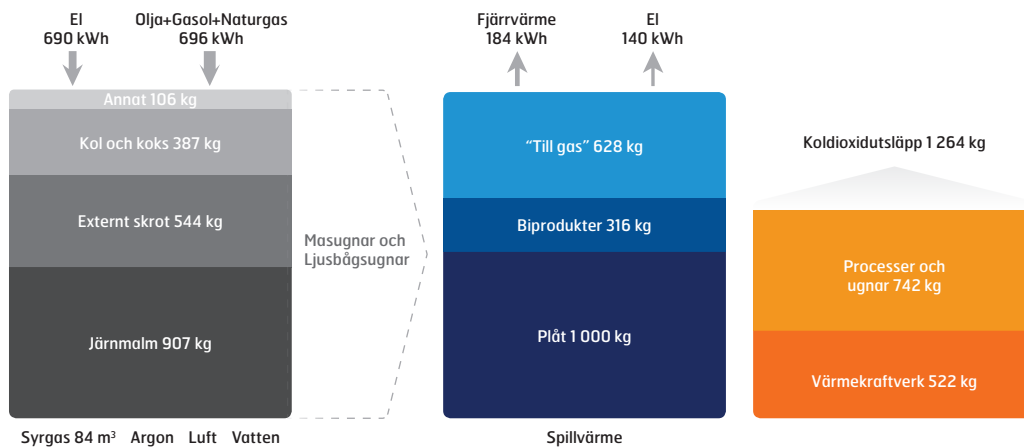 El
690 kWh
Olja+Gasol+Naturgas
696 kWh
Annat 106 kg
Kol och koks 387 kg
Externt skrot 544 kg
Järnmalm 907 kg
Syrgas 84 m³ Argon Luft Vatten
Masugnar och
Ljusbågsugnar
Fjärrvärme
184 kWh
El
140 kWh
“Till gas” 628 kg
Biprodukter 316 kg
Plåt 1 000 kg
Spillvärme
Koldioxidutsläpp 1 264 kg
Processer och
ugnar 742 kg
Värmekraftverk 522 kg